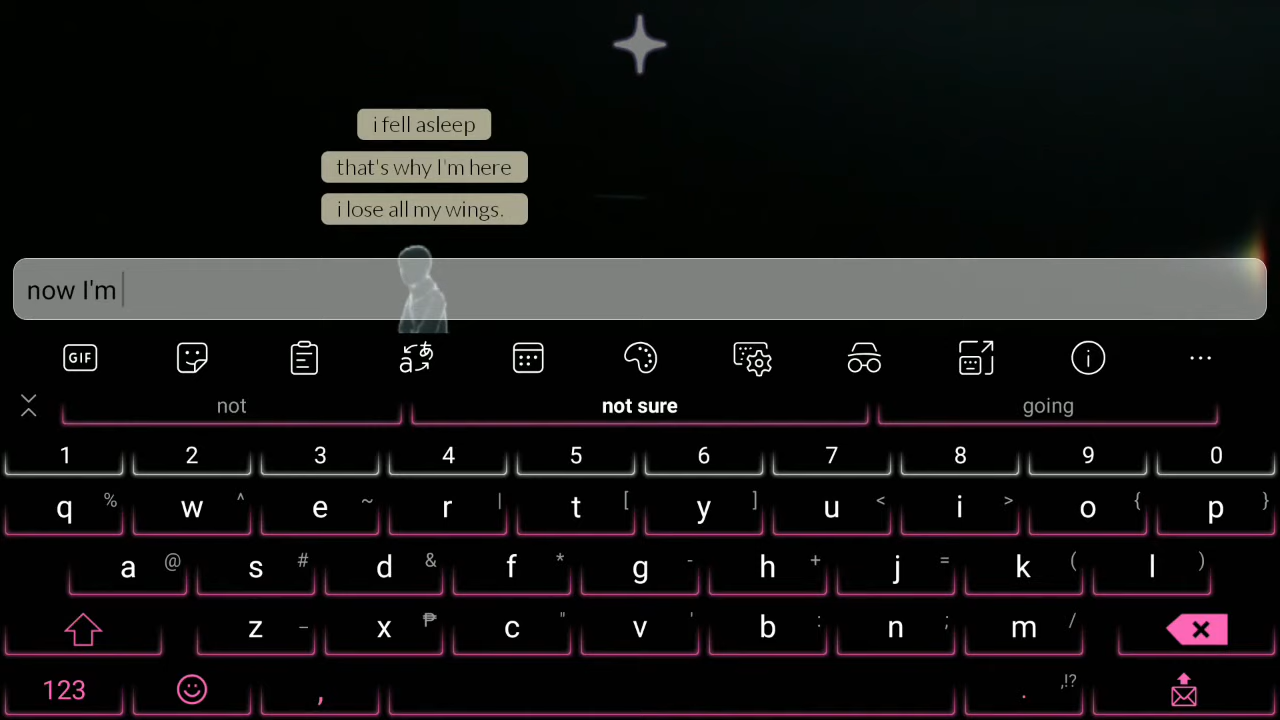 i fell asleep
that's why I'm here
i lose all my wings.
now I'm
GIF
not not sure going
1 2 3 4 5 6 7 8 9 0
q % w ^ e ~ r | t [ y ] u < i > o { p }
a @ s # d & f * g - h + j = k ( l )
z _ x ₱ c " v ' b : n ; m /
123 , . ,!?